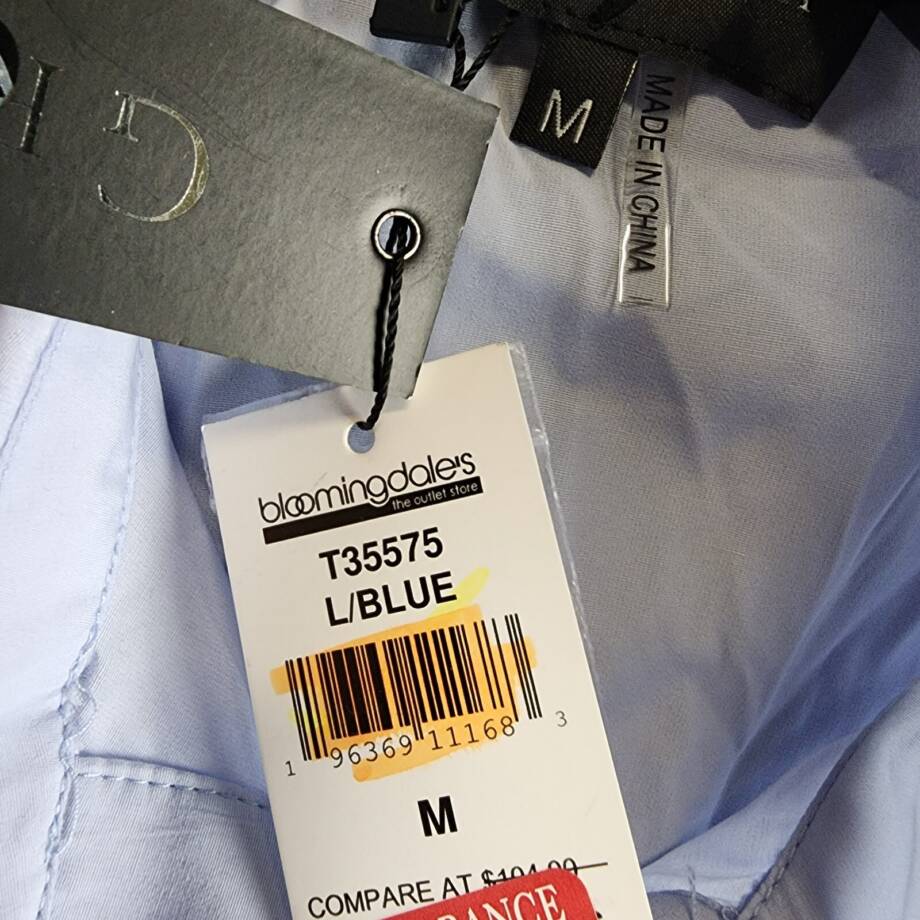 M
MADE IN CHINA
bloomingdale's
the outlet store
T35575
L/BLUE
1 96369 11168 3
M
COMPARE AT